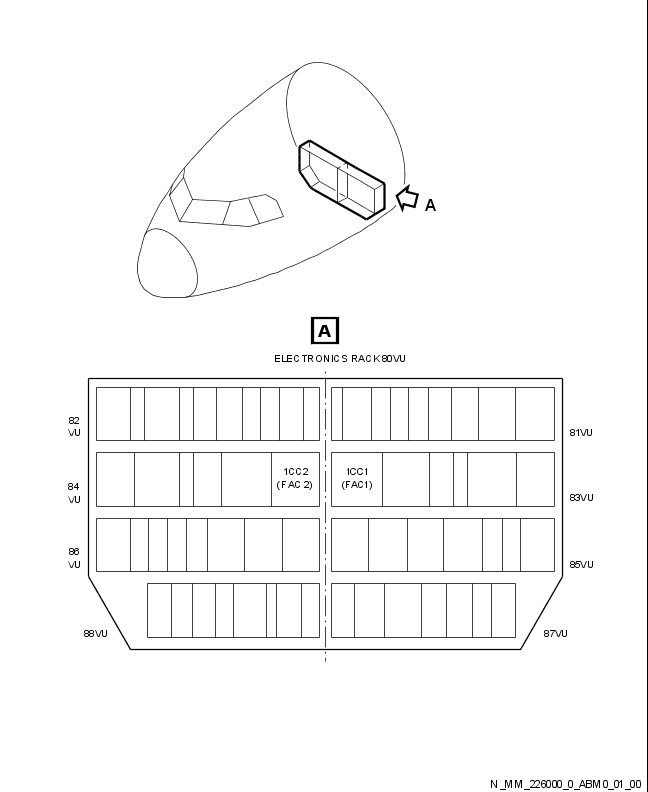 A
A
ELECTRONICS RACK 80VU
82
VU
81VU
1CC2
(FAC 2)
1CC1
(FAC1)
84
VU
83VU
86
VU
85VU
88VU
87VU
N_MM_226000_0_ABM0_01_00